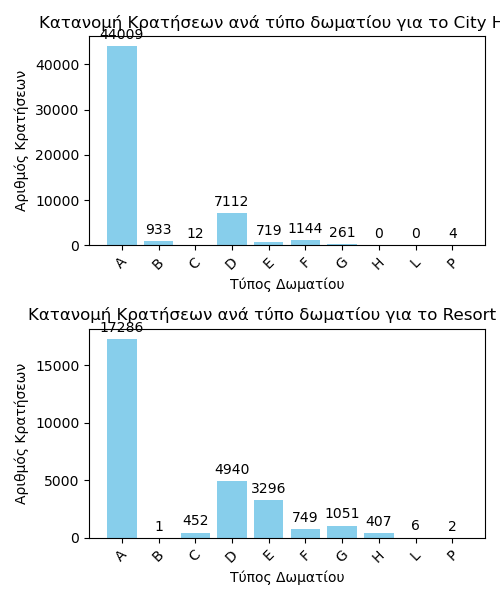 Κατανομή Κρατήσεων ανά τύπο δωματίου για το City H
44009
40000
30000
20000
10000
0
Αριθμός Κρατήσεων
933
12
7112
719
1144
261
0
0
4
A
B
C
D
E
F
G
H
L
P
Τύπος Δωματίου
Κατανομή Κρατήσεων ανά τύπο δωματίου για το Resort
17286
15000
10000
5000
0
Αριθμός Κρατήσεων
1
452
4940
3296
749
1051
407
6
2
A
B
C
D
E
F
G
H
L
P
Τύπος Δωματίου